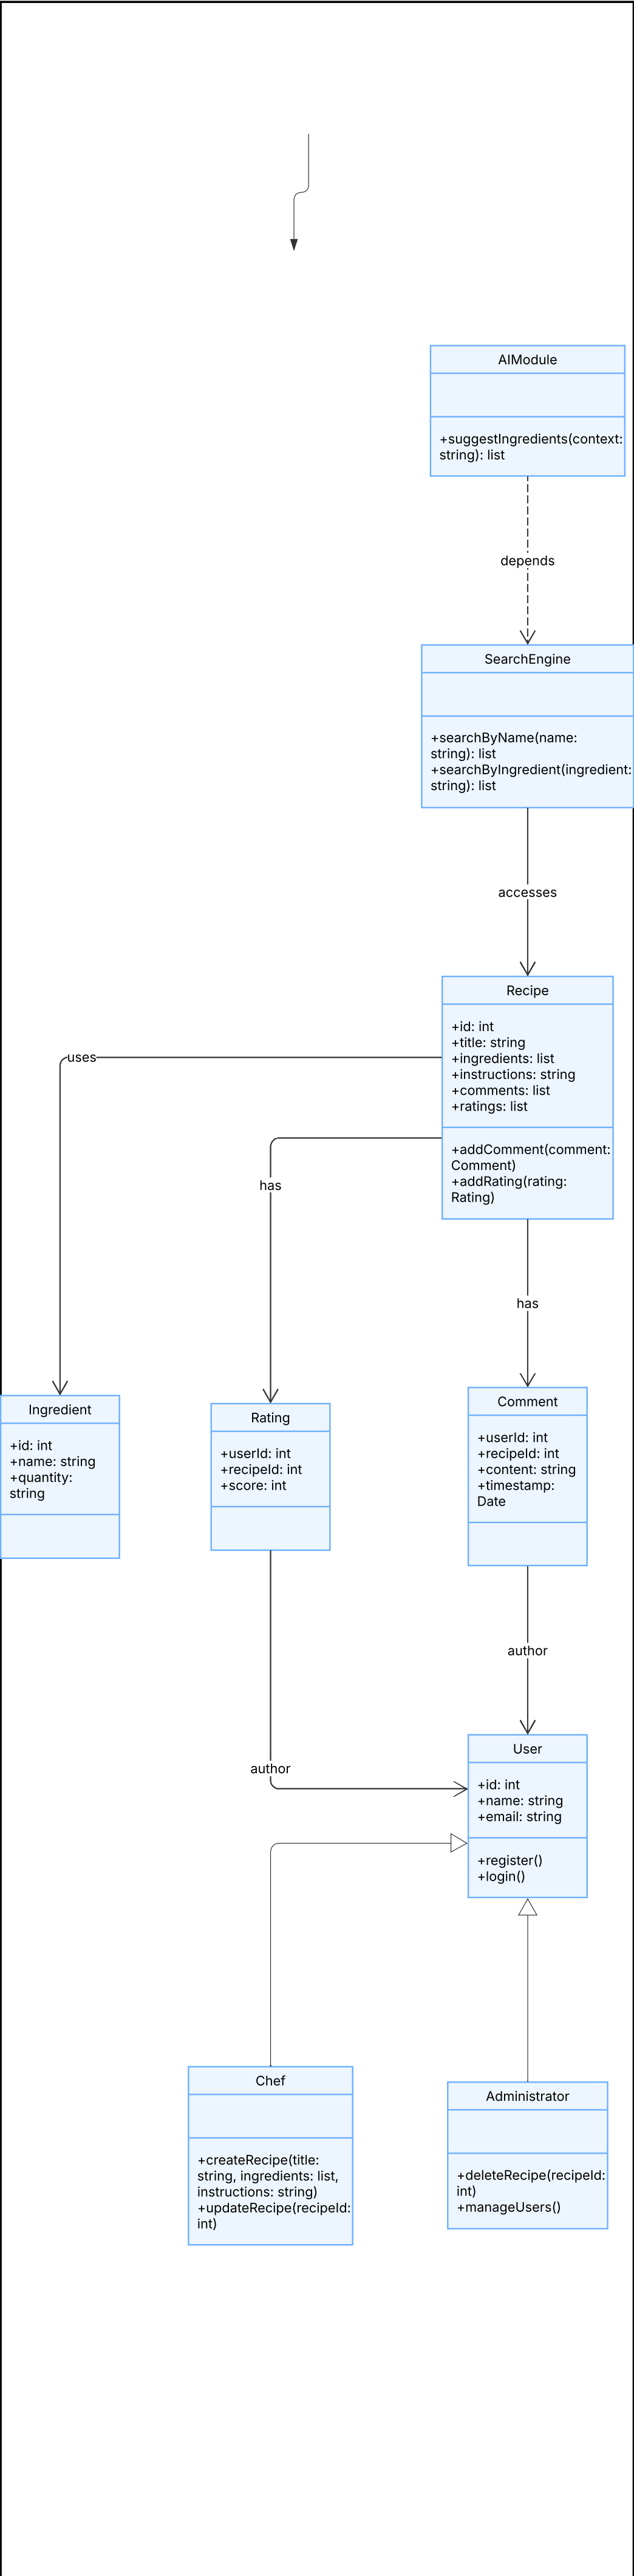 AIModule
+suggestIngredients(context:
string): list
depends
SearchEngine
+searchByName(name:
string): list
+searchByIngredient(ingredient:
string): list
accesses
Recipe
+id: int
+title: string
+ingredients: list
+instructions: string
+comments: list
+ratings: list
+addComment(comment:
Comment)
+addRating(rating:
Rating)
uses
has
has
Ingredient
+id: int
+name: string
+quantity:
string
Rating
+userId: int
+recipeId: int
+score: int
Comment
+userId: int
+recipeId: int
+content: string
+timestamp:
Date
author
author
User
+id: int
+name: string
+email: string
+register()
+login()
Chef
+createRecipe(title:
string, ingredients: list,
instructions: string)
+updateRecipe(recipeId:
int)
Administrator
+deleteRecipe(recipeId:
int)
+manageUsers()